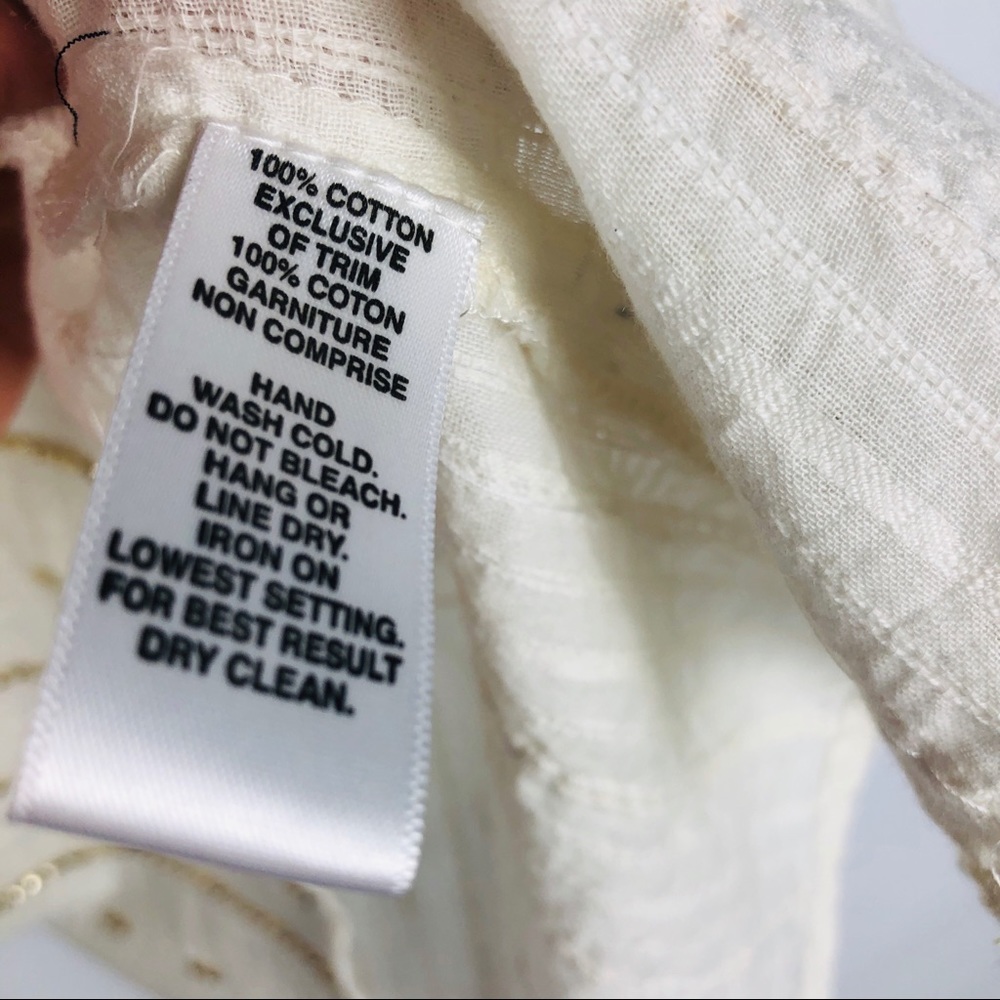 100% COTTON
EXCLUSIVE
OF TRIM
100% COTON
GARNITURE
NON COMPRISE
HAND
WASH COLD.
DO NOT BLEACH.
HANG OR
LINE DRY.
IRON ON
LOWEST SETTING.
FOR BEST RESULT
DRY CLEAN.